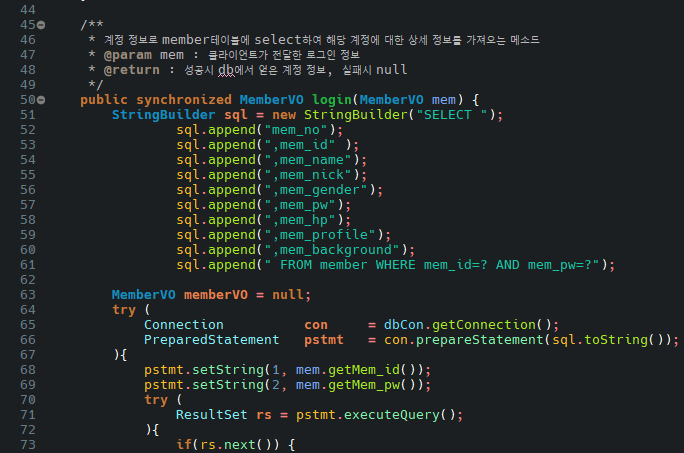 44
45 /**
46 * 계정 정보로 member테이블에 select하여 해당 계정에 대한 상세 정보를 가져오는 메소드
47 * @param mem : 클라이언트가 전달한 로그인 정보
48 * @return : 성공시 db에서 얻은 계정 정보, 실패시 null
49 */
50 public synchronized MemberVO login(MemberVO mem) {
51 StringBuilder sql = new StringBuilder("SELECT ");
52 sql.append("mem_no");
53 sql.append(",mem_id" );
54 sql.append(",mem_name");
55 sql.append(",mem_nick");
56 sql.append(",mem_gender");
57 sql.append(",mem_pw");
58 sql.append(",mem_hp");
59 sql.append(",mem_profile");
60 sql.append(",mem_background");
61 sql.append(" FROM member WHERE mem_id=? AND mem_pw=?");
62
63 MemberVO memberVO = null;
64 try (
65 Connection con = dbCon.getConnection();
66 PreparedStatement pstmt = con.prepareStatement(sql.toString());
67 ){
68 pstmt.setString(1, mem.getMem_id());
69 pstmt.setString(2, mem.getMem_pw());
70 try (
71 ResultSet rs = pstmt.executeQuery();
72 ){
73 if(rs.next()) {